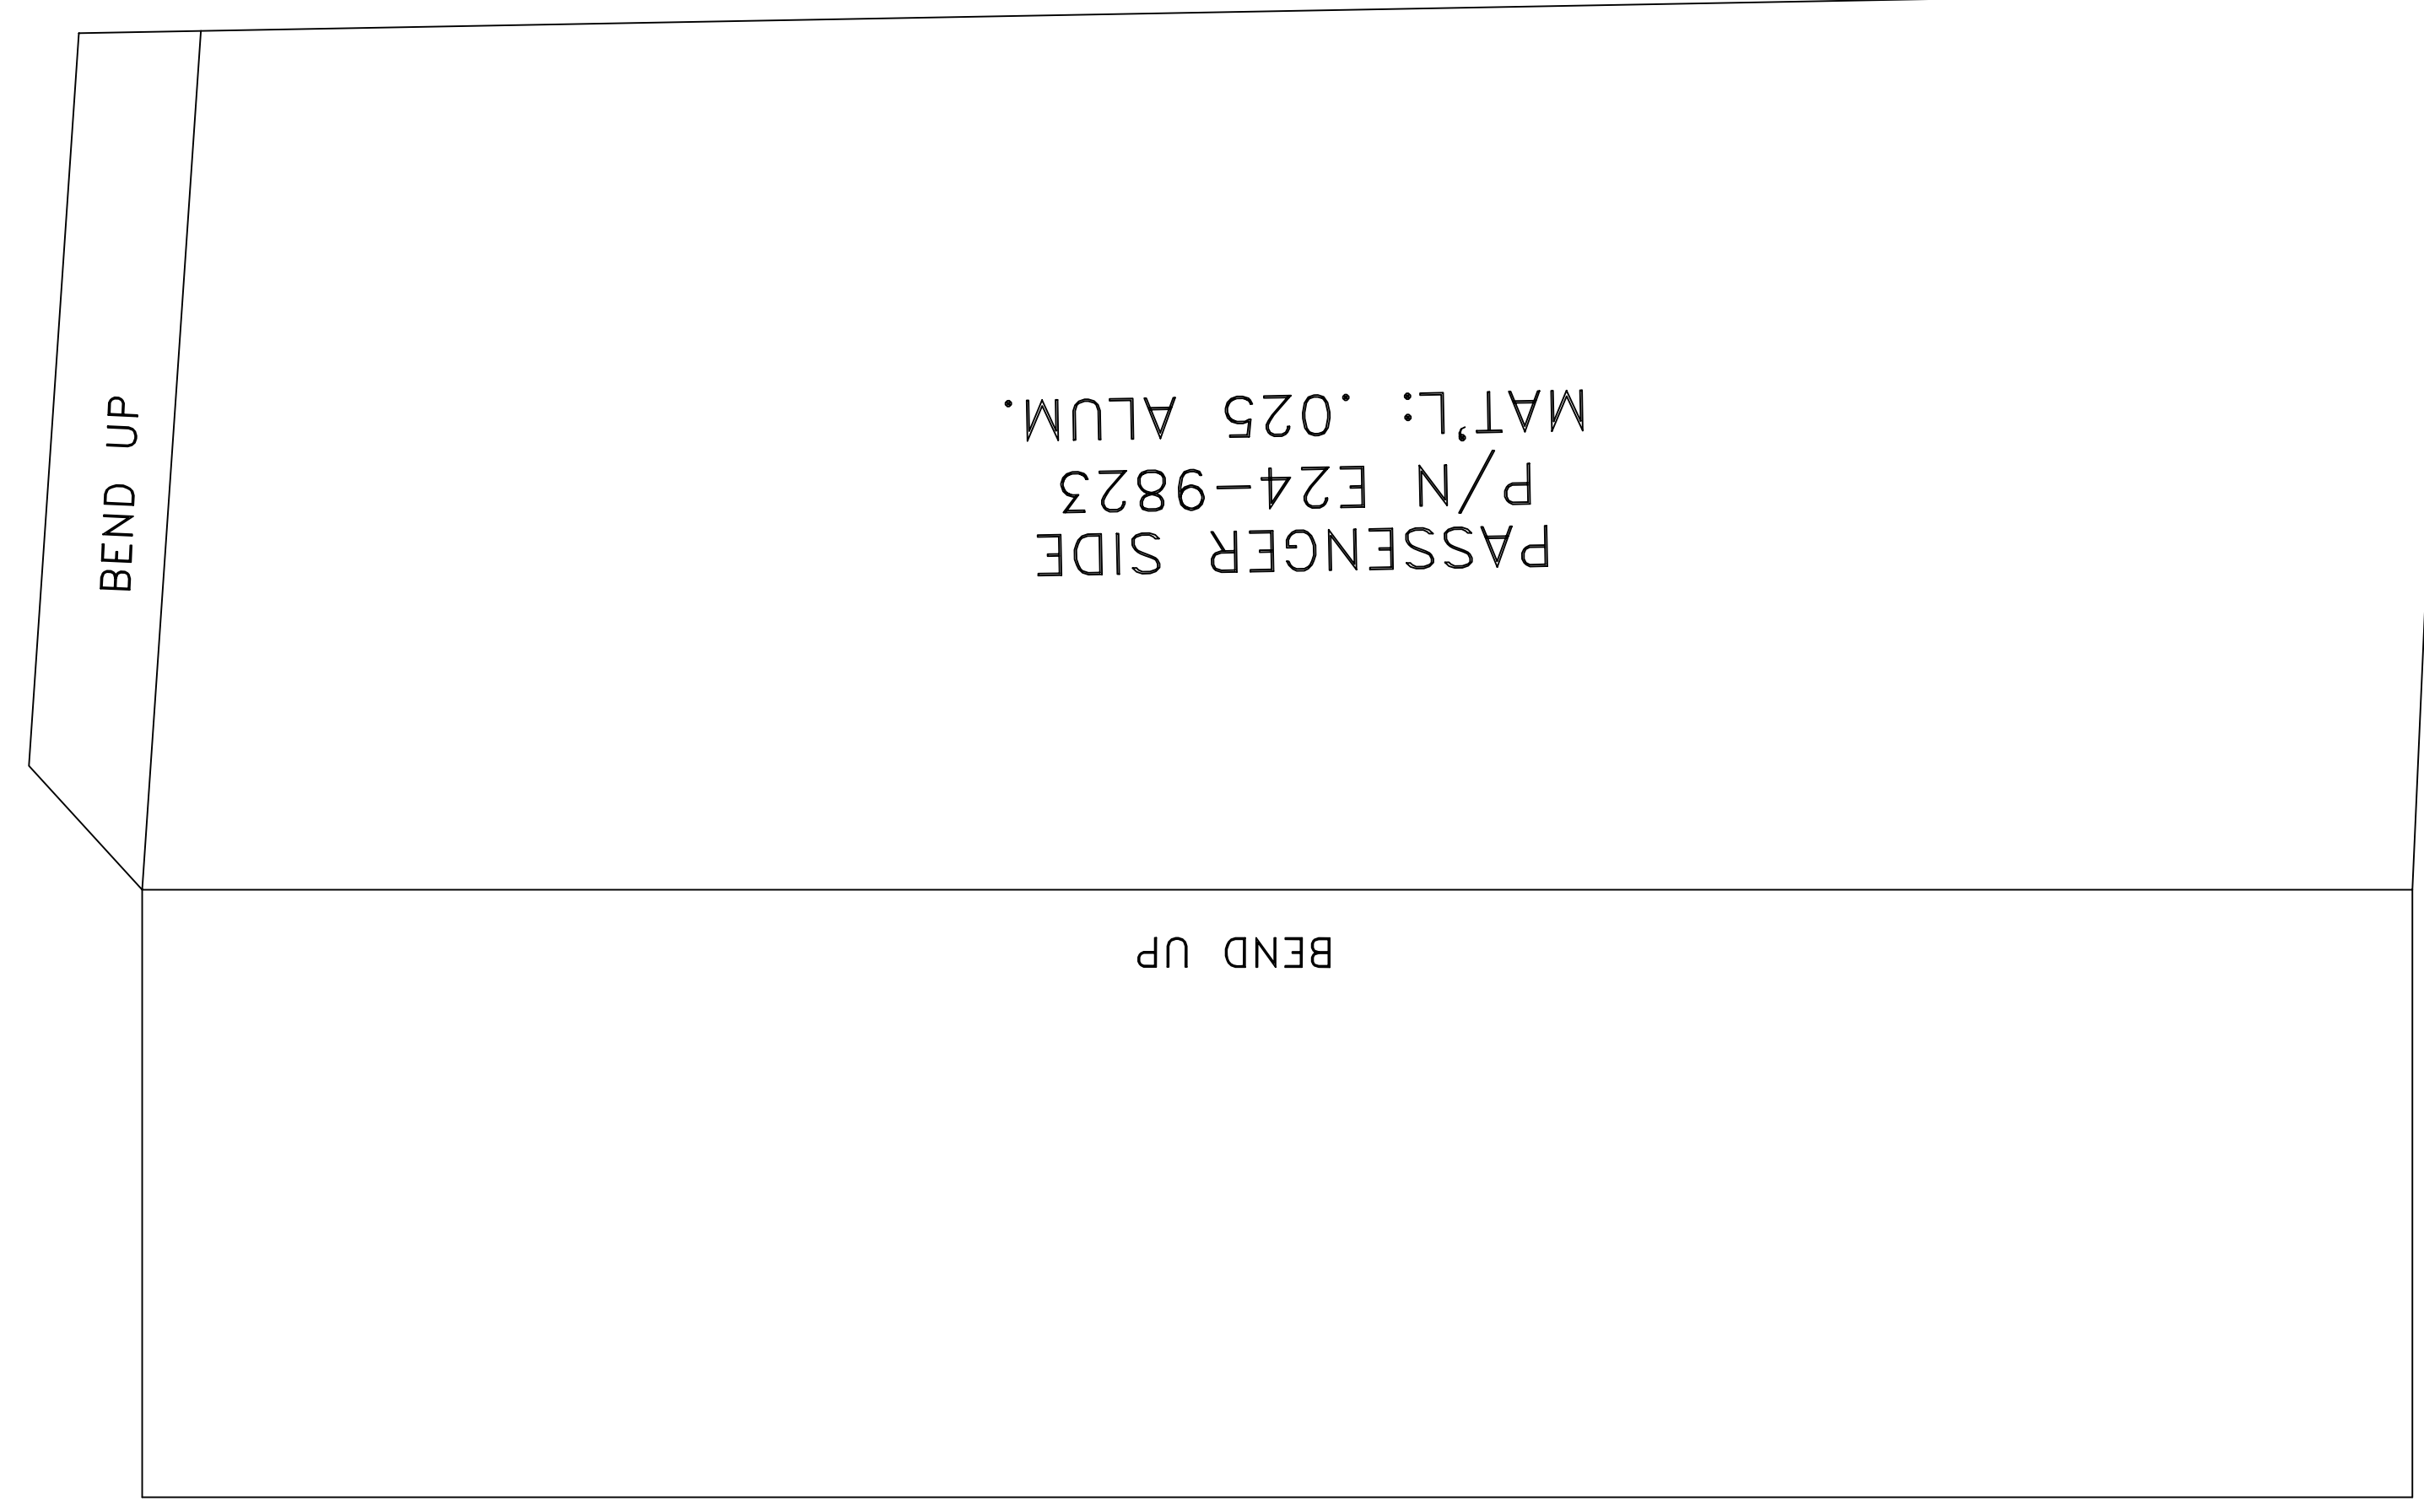 PASSENGER SIDE
P/N E24-9823
MAT'L: .025 ALUM.
BEND UP
BEND UP